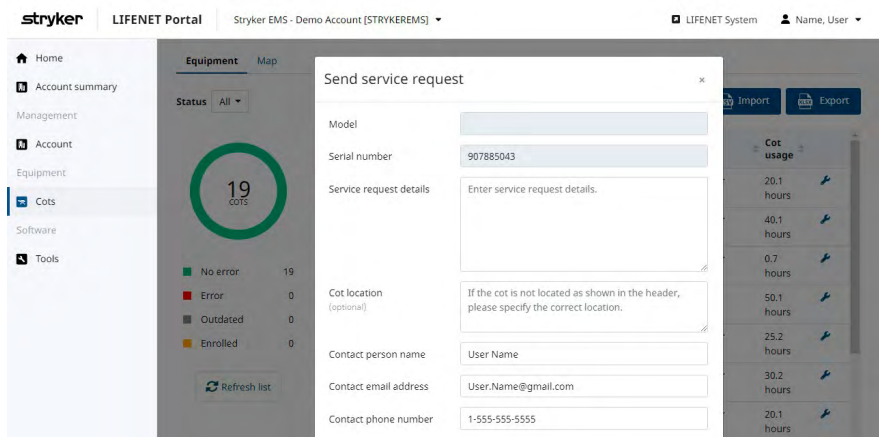 stryker
LIFENET Portal
Stryker EMS - Demo Account [STRYKEREMS]
LIFENET System
Name, User
Home
Account summary
Management
Account
Equipment
Cots
Software
Tools
Equipment Map
Status All
19
COTS
No error 19
Error 0
Outdated 0
Enrolled 0
Refresh list
Send service request
×
Model
Serial number
907885043
Service request details
Enter service request details.
Cot location
(optional)
If the cot is not located as shown in the header,
please specify the correct location.
Contact person name
User Name
Contact email address
User.Name@gmail.com
Contact phone number
1-555-555-5555
Import
Export
Cot
usage
20.1
hours
40.1
hours
0.7
hours
50.1
hours
25.2
hours
30.2
hours
20.1
hours